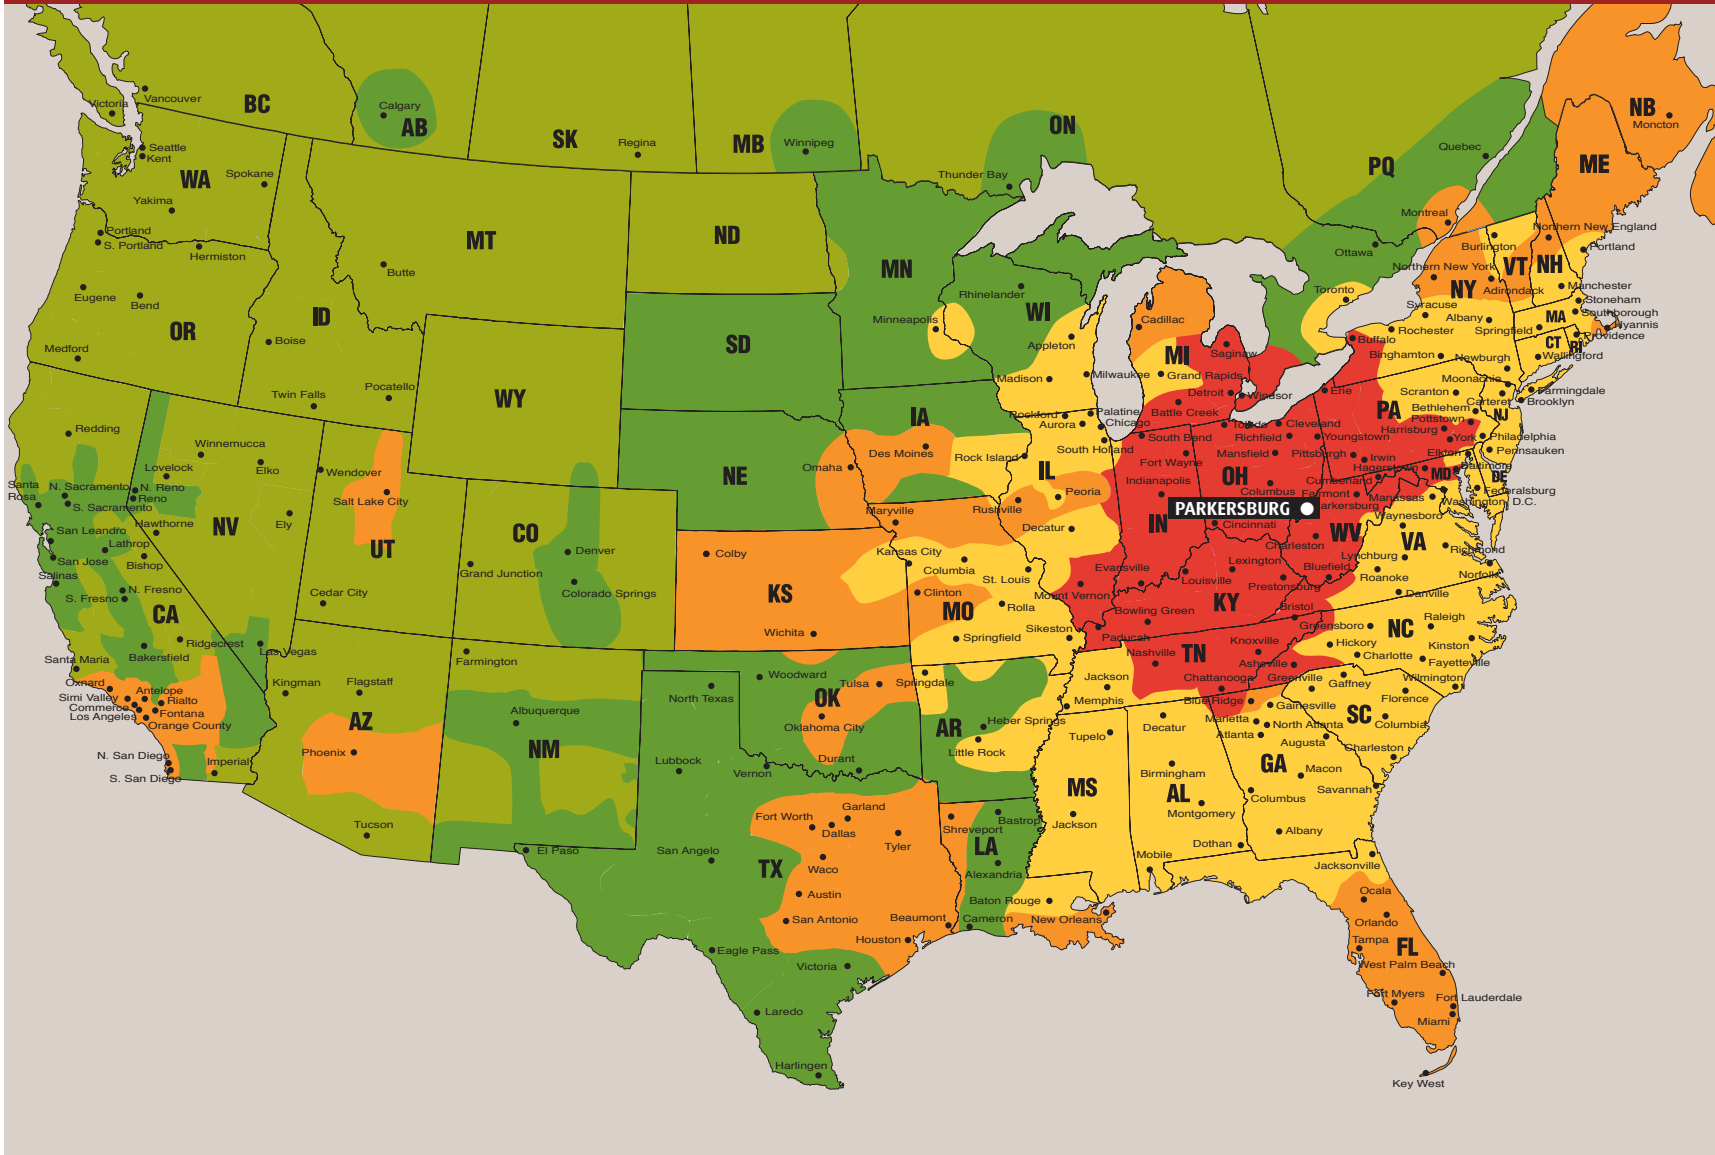 BC
Vancouver
Victoria
Calgary
AB
SK
Regina
MB
Winnipeg
ON
Thunder Bay
PQ
Quebec
Montreal
Ottawa
Toronto
NB
Moncton
ME
Seattle
Kent
WA
Spokane
Yakima
Portland
S. Portland
Hermiston
Eugene
Bend
OR
Medford
MT
Butte
ID
Boise
Twin Falls
Pocatello
WY
ND
SD
NE
Omaha
MN
Minneapolis
WI
Rhinelander
Appleton
Madison
Milwaukee
IA
Des Moines
Rock Island
MI
Cadillac
Saginaw
Grand Rapids
Detroit
Windsor
Battle Creek
Northern New England
Portland
Burlington
VT
NH
Northern New York
NY
Adirondack
Manchester
Stoneham
Southborough
MA
Hyannis
Providence
Syracuse
Albany
Springfield
Rochester
CT
RI
Wallingford
Buffalo
Binghamton
Newburgh
Moonachie
Farmingdale
Brooklyn
Carteret
NJ
Erie
Scranton
PA
Bethlehem
Pottstown
Harrisburg
York
Philadelphia
Pennsauken
Elkton
Pittsburgh
Irwin
Hagerstown
MD
Baltimore
DE
Federalsburg
Washington, D.C.
Cumberland
Manassas
Fairmont
Parkersburg
PARKERSBURG
Rockford
Palatine
Aurora
Chicago
South Holland
IL
Peoria
Rushville
Decatur
South Bend
Fort Wayne
Indianapolis
IN
Evansville
Mount Vernon
Toledo
Cleveland
Richfield
Youngstown
Mansfield
OH
Columbus
Cincinnati
WV
Charleston
Bluefield
Waynesboro
VA
Lynchburg
Richmond
Roanoke
Norfolk
Danville
Lexington
Louisville
Prestonsburg
KY
Bowling Green
Paducah
Bristol
Knoxville
Nashville
TN
Chattanooga
Jackson
Memphis
Greensboro
NC
Raleigh
Hickory
Kinston
Charlotte
Fayetteville
Asheville
Wilmington
Greenville
Gaffney
Florence
SC
Columbia
Charleston
Blue Ridge
Gainesville
Marietta
North Atlanta
Atlanta
Augusta
GA
Macon
Savannah
Columbus
Albany
Tupelo
MS
Jackson
Decatur
Birmingham
AL
Montgomery
Dothan
Mobile
Jacksonville
Ocala
Orlando
Tampa
FL
West Palm Beach
Fort Myers
Fort Lauderdale
Miami
Key West
Redding
Santa
Rosa
N. Sacramento
S. Sacramento
San Leandro
Lathrop
San Jose
Salinas
Bishop
N. Fresno
S. Fresno
CA
Ridgecrest
Bakersfield
Santa Maria
Oxnard
Simi Valley
Antelope
Rialto
Commerce
Fontana
Los Angeles
Orange County
N. San Diego
S. San Diego
Imperial
Winnemucca
Lovelock
Elko
N. Reno
Reno
Hawthorne
NV
Ely
Las Vegas
Wendover
Salt Lake City
UT
Cedar City
CO
Denver
Grand Junction
Colorado Springs
Kingman
Flagstaff
AZ
Phoenix
Tucson
Farmington
Albuquerque
NM
Colby
KS
Wichita
Maryville
Kansas City
Columbia
St. Louis
Clinton
MO
Rolla
Springfield
Sikeston
Woodward
Tulsa
OK
Oklahoma City
Durant
Springdale
AR
Heber Springs
Little Rock
North Texas
Lubbock
Vernon
El Paso
San Angelo
TX
Fort Worth
Garland
Dallas
Tyler
Waco
Austin
San Antonio
Beaumont
Houston
Eagle Pass
Victoria
Laredo
Harlingen
Shreveport
Bastrop
LA
Alexandria
Baton Rouge
Cameron
New Orleans